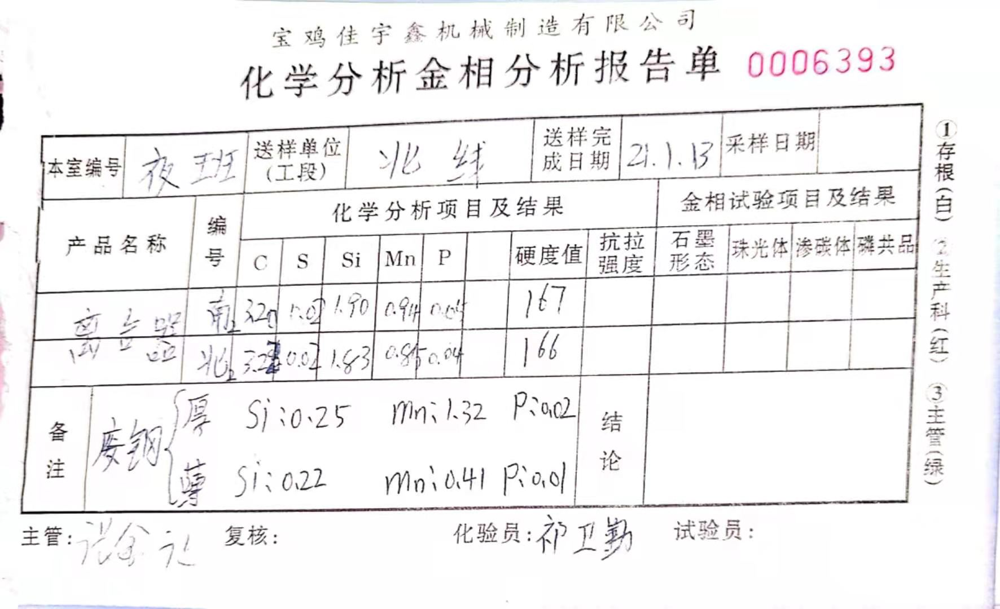 宝鸡佳宇鑫机械制造有限公司
化学分析金相分析报告单 0006393
本室编号 夜班 送样单位(工段) 北线 送样完成日期 21.1.13 采样日期
产品名称 编号 化学分析项目及结果 金相试验项目及结果
C S Si Mn P 硬度值 抗拉强度 石墨形态 珠光体 渗碳体 磷共品
离合器 南2 3.20 0.02 1.90 0.94 0.05 167
北2 0.02 1.83 0.85 0.04 166
备注 废钢 厚 Si:0.25 Mn:1.32 P:0.02 结论
薄 Si:0.22 Mn:0.41 P:0.01
主管: 复核: 化验员:祁卫勤 试验员:
①存根(白) ②生产科(红) ③主管(绿)